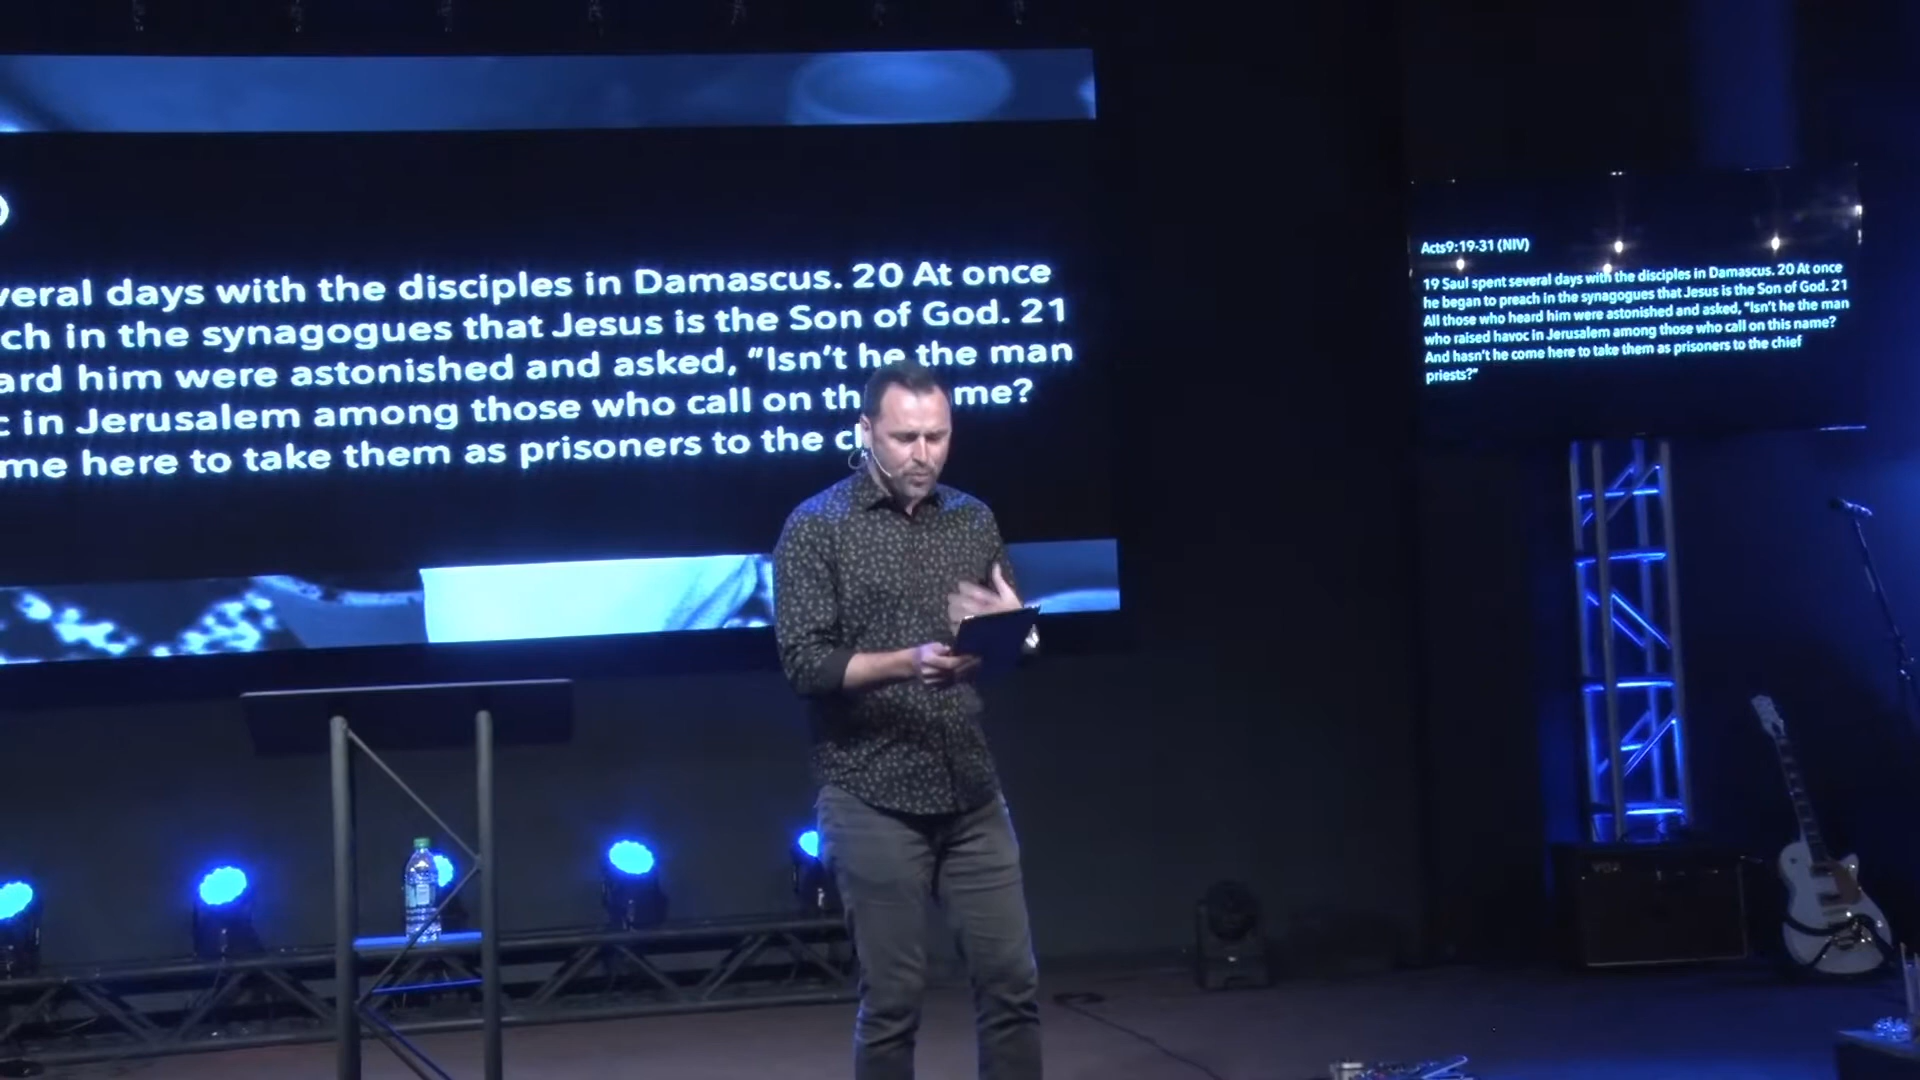 )
veral days with the disciples in Damascus. 20 At once
ch in the synagogues that Jesus is the Son of God. 21
ard him were astonished and asked, "Isn't he the man
c in Jerusalem among those who call on th me?
me here to take them as prisoners to the c
Acts9:19-31 (NIV)
19 Saul spent several days with the disciples in Damascus. 20 At once
he began to preach in the synagogues that Jesus is the Son of God. 21
All those who heard him were astonished and asked, "Isn't he the man
who raised havoc in Jerusalem among those who call on this name?
And hasn't he come here to take them as prisoners to the chief
priests?"
VOX